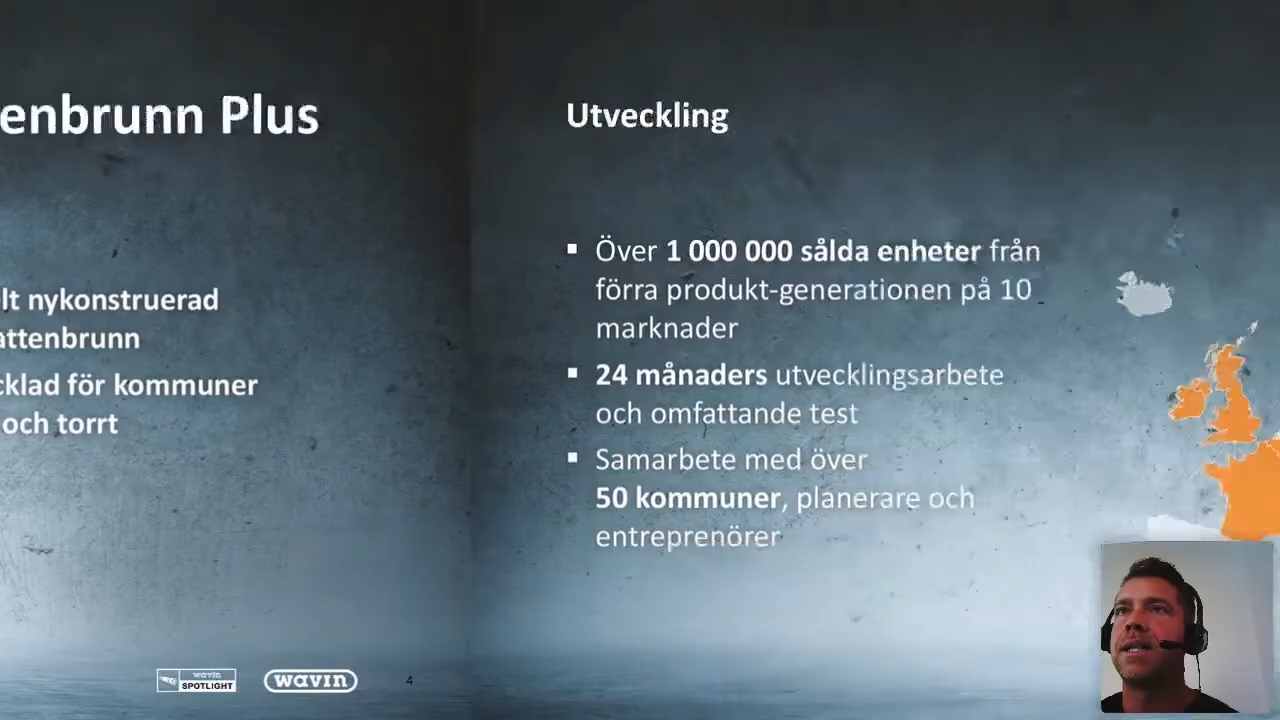 enbrunn Plus
lt nykonstruerad
attenbrunn
cklad för kommuner
och torrt
wavin
SPOTLIGHT
wavin
4
Utveckling
▪ Över 1 000 000 sålda enheter från
förra produkt-generationen på 10
marknader
▪ 24 månaders utvecklingsarbete
och omfattande test
▪ Samarbete med över
50 kommuner, planerare och
entreprenörer